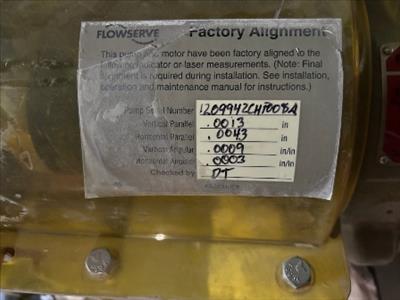 FLOWSERVE Factory Alignment
This pump and motor have been factory aligned to the
following indicator or laser measurements. (Note: Final
alignment is required during installation. See installation,
operation and maintenance manual for instructions.)
Pump Serial Number
Vertical Parallel .0013 in
Horizontal Parallel .0043 in
Vertical Angular .0009 in/in
Horizontal Angular .0003 in/in
Checked by DT